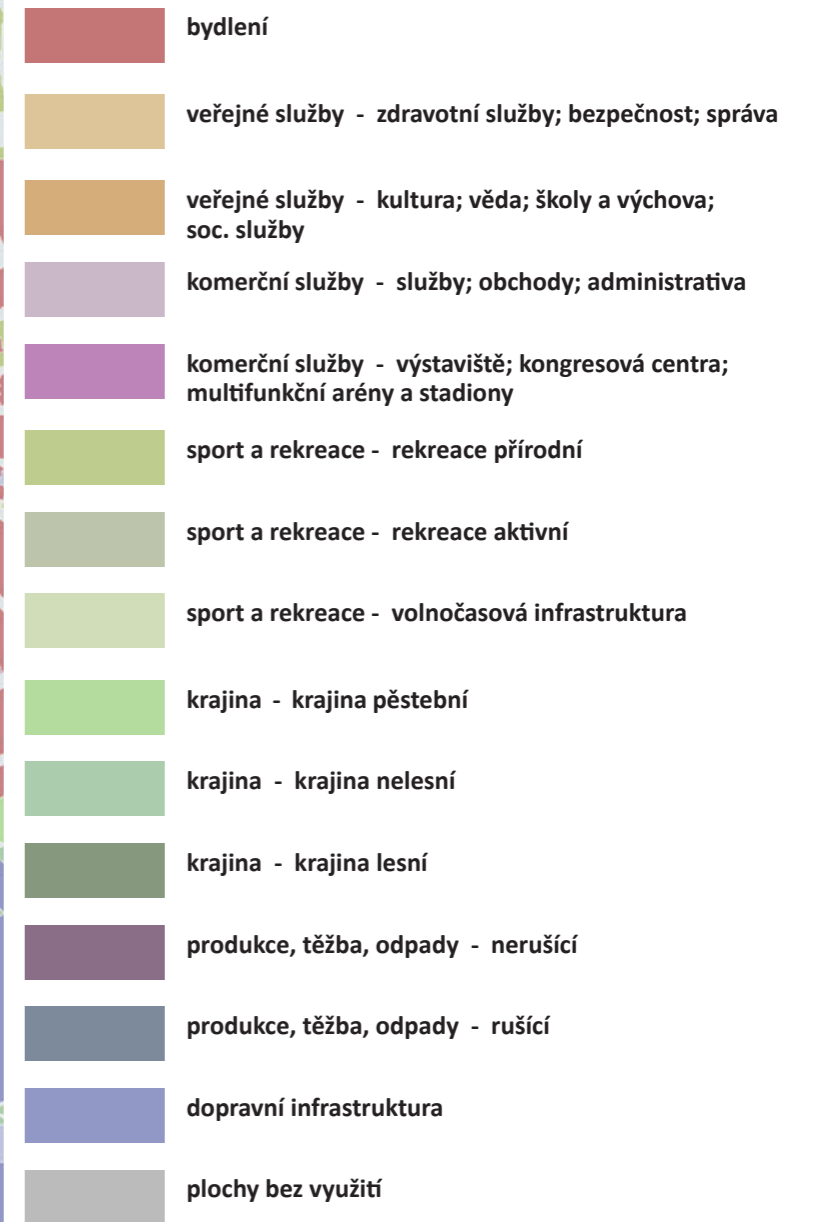 bydlení
veřejné služby - zdravotní služby; bezpečnost; správa
veřejné služby - kultura; věda; školy a výchova;
soc. služby
komerční služby - služby; obchody; administrativa
komerční služby - výstaviště; kongresová centra;
multifunkční arény a stadiony
sport a rekreace - rekreace přírodní
sport a rekreace - rekreace aktivní
sport a rekreace - volnočasová infrastruktura
krajina - krajina pěstební
krajina - krajina nelesní
krajina - krajina lesní
produkce, těžba, odpady - nerušící
produkce, těžba, odpady - rušící
dopravní infrastruktura
plochy bez využití